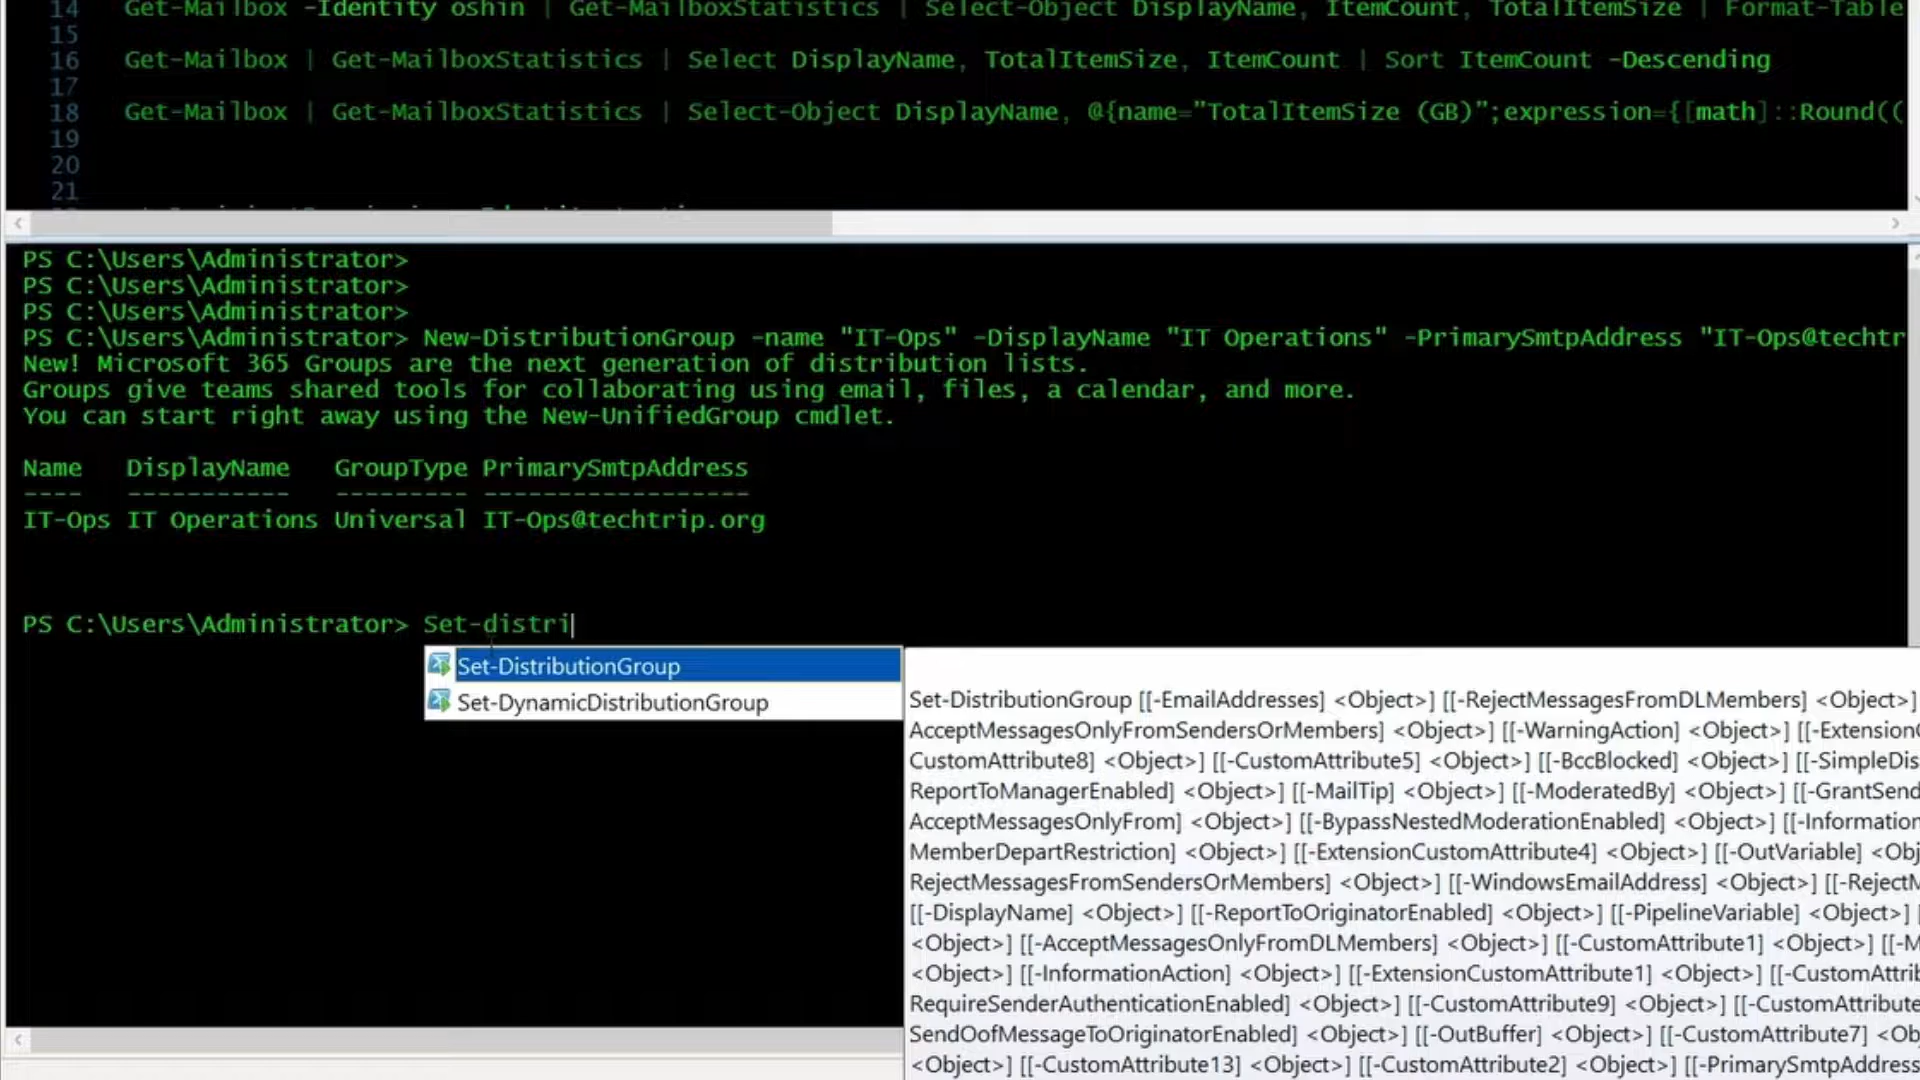 14 Get-Mailbox -Identity oshin | Get-MailboxStatistics | Select-Object DisplayName, ItemCount, TotalItemSize | Format-Table
15
16 Get-Mailbox | Get-MailboxStatistics | Select DisplayName, TotalItemSize, ItemCount | Sort ItemCount -Descending
17
18 Get-Mailbox | Get-MailboxStatistics | Select-Object DisplayName, @{name="TotalItemSize (GB)";expression={[math]::Round((
19
20
21
PS C:\Users\Administrator>
PS C:\Users\Administrator>
PS C:\Users\Administrator>
PS C:\Users\Administrator> New-DistributionGroup -name "IT-Ops" -DisplayName "IT Operations" -PrimarySmtpAddress "IT-Ops@techtr
New! Microsoft 365 Groups are the next generation of distribution lists.
Groups give teams shared tools for collaborating using email, files, a calendar, and more.
You can start right away using the New-UnifiedGroup cmdlet.
Name DisplayName GroupType PrimarySmtpAddress
---- ----------- --------- ------------------
IT-Ops IT Operations Universal IT-Ops@techtrip.org
PS C:\Users\Administrator> Set-distri
Set-DistributionGroup
Set-DynamicDistributionGroup
Set-DistributionGroup [[-EmailAddresses] <Object>] [[-RejectMessagesFromDLMembers] <Object>]
AcceptMessagesOnlyFromSendersOrMembers] <Object>] [[-WarningAction] <Object>] [[-Extension
CustomAttribute8] <Object>] [[-CustomAttribute5] <Object>] [[-BccBlocked] <Object>] [[-SimpleDis
ReportToManagerEnabled] <Object>] [[-MailTip] <Object>] [[-ModeratedBy] <Object>] [[-GrantSend
AcceptMessagesOnlyFrom] <Object>] [[-BypassNestedModerationEnabled] <Object>] [[-Information
MemberDepartRestriction] <Object>] [[-ExtensionCustomAttribute4] <Object>] [[-OutVariable] <Obj
RejectMessagesFromSendersOrMembers] <Object>] [[-WindowsEmailAddress] <Object>] [[-RejectM
[[-DisplayName] <Object>] [[-ReportToOriginatorEnabled] <Object>] [[-PipelineVariable] <Object>] [
<Object>] [[-AcceptMessagesOnlyFromDLMembers] <Object>] [[-CustomAttribute1] <Object>] [[-M
<Object>] [[-InformationAction] <Object>] [[-ExtensionCustomAttribute1] <Object>] [[-CustomAttrib
RequireSenderAuthenticationEnabled] <Object>] [[-CustomAttribute9] <Object>] [[-CustomAttribute
SendOofMessageToOriginatorEnabled] <Object>] [[-OutBuffer] <Object>] [[-CustomAttribute7] <Ob
<Object>] [[-CustomAttribute13] <Object>] [[-CustomAttribute2] <Object>] [[-PrimarySmtpAddress